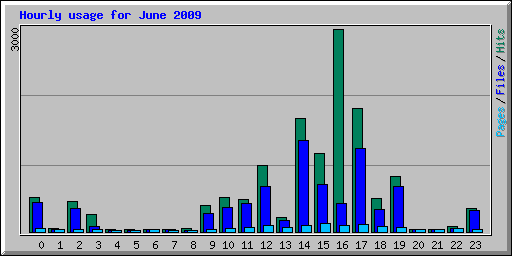 Hourly usage for June 2009
3000
Pages/Files/Hits
0 1 2 3 4 5 6 7 8 9 10 11 12 13 14 15 16 17 18 19 20 21 22 23